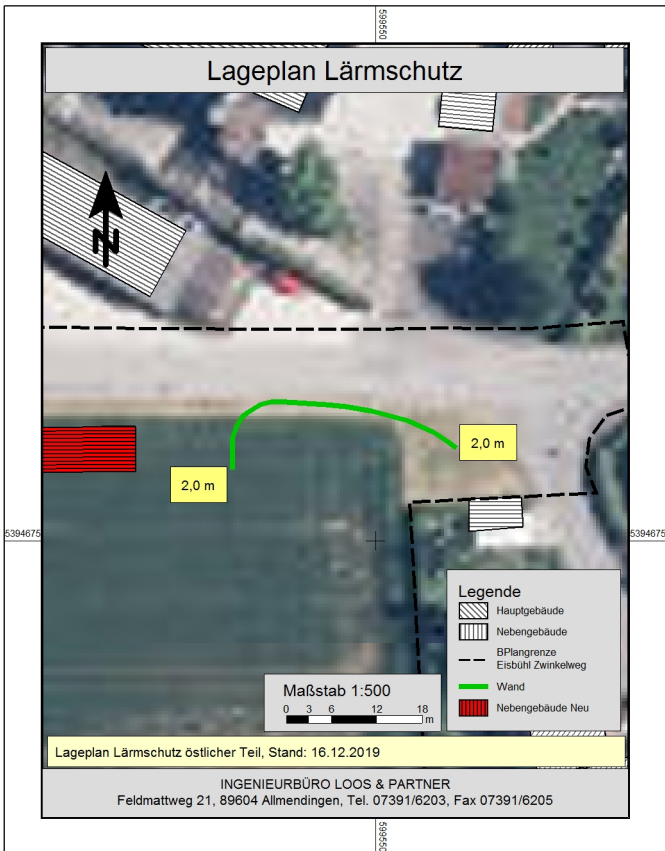 599550
Lageplan Lärmschutz
N
2,0 m
2,0 m
5394675
5394675
Legende
Hauptgebäude
Nebengebäude
BPlangrenze
Eisbühl Zwinkelweg
Wand
Nebengebäude Neu
Maßstab 1:500
0 3 6 12 18
m
Lageplan Lärmschutz östlicher Teil, Stand: 16.12.2019
INGENIEURBÜRO LOOS & PARTNER
Feldmattweg 21, 89604 Allmendingen, Tel. 07391/6203, Fax 07391/6205
599550